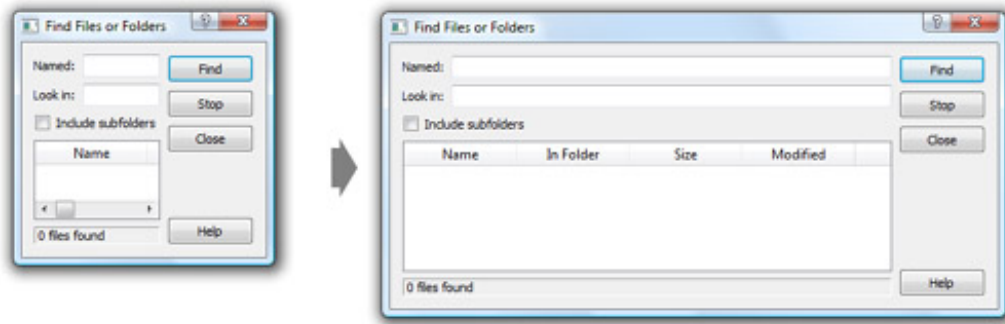 Find Files or Folders
Named:
Find
Look in:
Stop
Include subfolders
Close
Name
0 files found
Help
Find Files or Folders
Named:
Find
Look in:
Stop
Include subfolders
Close
Name In Folder Size Modified
0 files found
Help